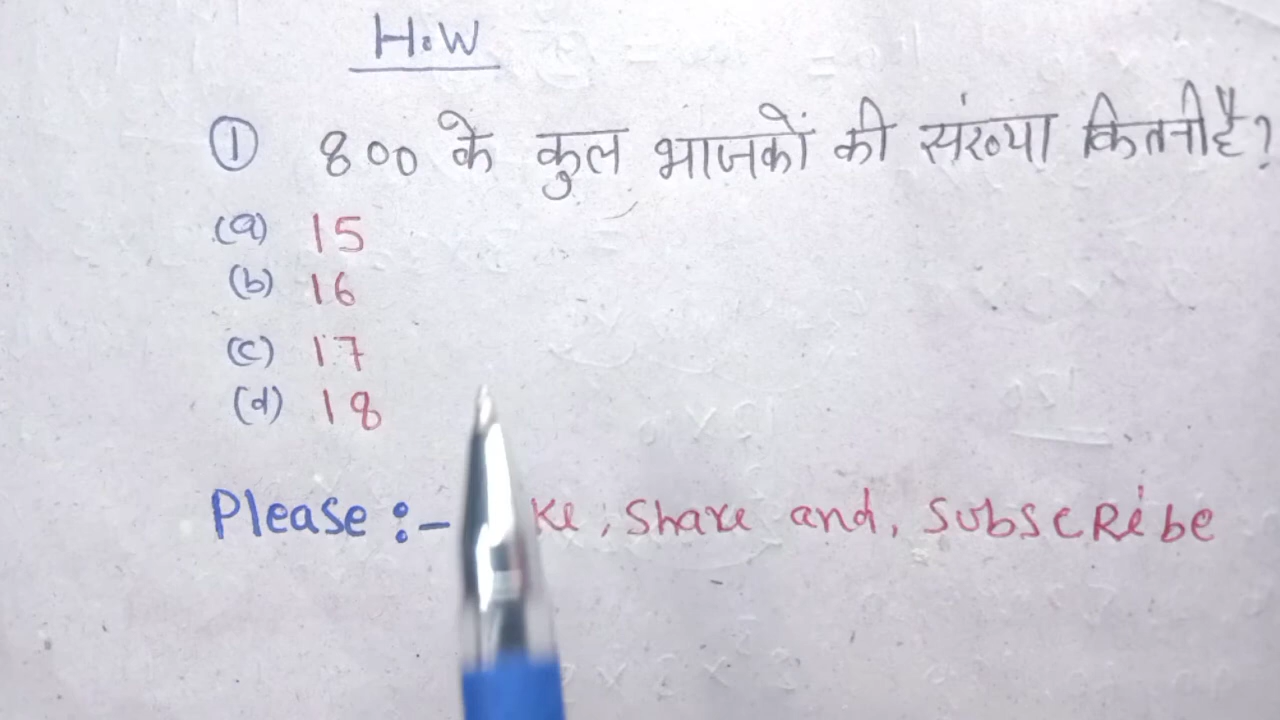 H.W
① 800 के कुल भाजकों की संख्या कितनी है?
(a) 15
(b) 16
(c) 17
(d) 18
Please :- ke, Share and, Subscribe